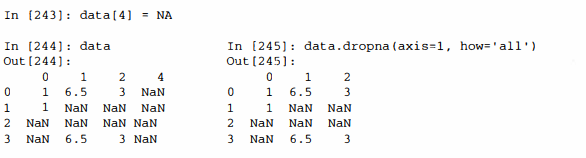 In [243]: data[4] = NA
In [244]: data
Out[244]:
0 1 2 4
0 1 6.5 3 NaN
1 1 NaN NaN NaN
2 NaN NaN NaN NaN
3 NaN 6.5 3 NaN
In [245]: data.dropna(axis=1, how='all')
Out[245]:
0 1 2
0 1 6.5 3
1 1 NaN NaN
2 NaN NaN NaN
3 NaN 6.5 3